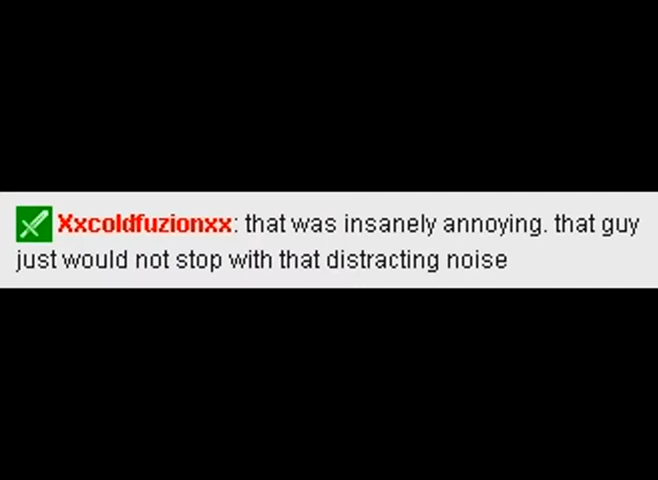 Xxcoldfuzionxx: that was insanely annoying. that guy
just would not stop with that distracting noise